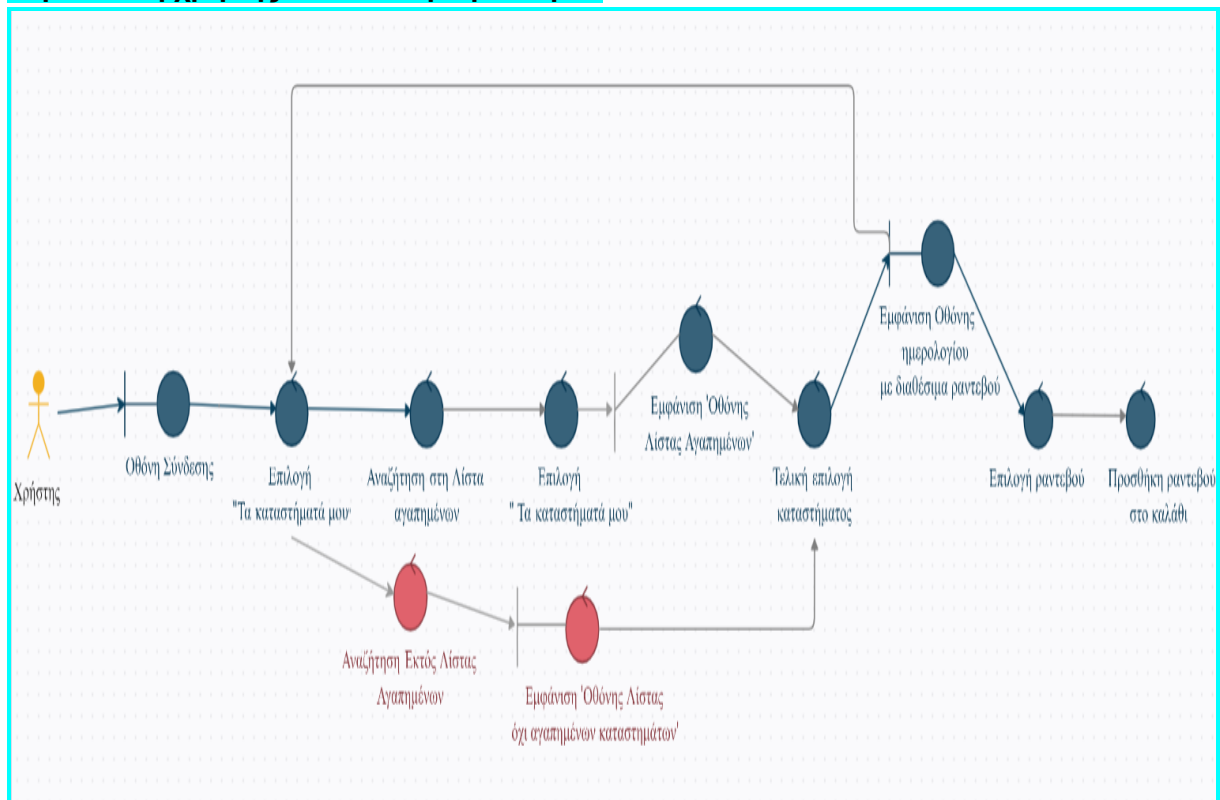 Εμφάνιση Οθόνης
ημερολογίου
με διαθέσιμα ραντεβού
Εμφάνιση 'Οθόνης
Λίστας Αγαπημένων'
Χρήστης
Οθόνη Σύνδεσης
Επιλογή
"Τα καταστήματά μου
Αναζήτηση στη Λίστα
αγαπημένων
Επιλογή
" Τα καταστήματά μου"
Τελική επιλογή
καταστήματος
Επιλογή ραντεβού
Προσθήκη ραντεβού
στο καλάθι
Αναζήτηση Εκτός Λίστας
Αγαπημένων
Εμφάνιση 'Οθόνης Λίστας
όχι αγαπημένων καταστημάτων'